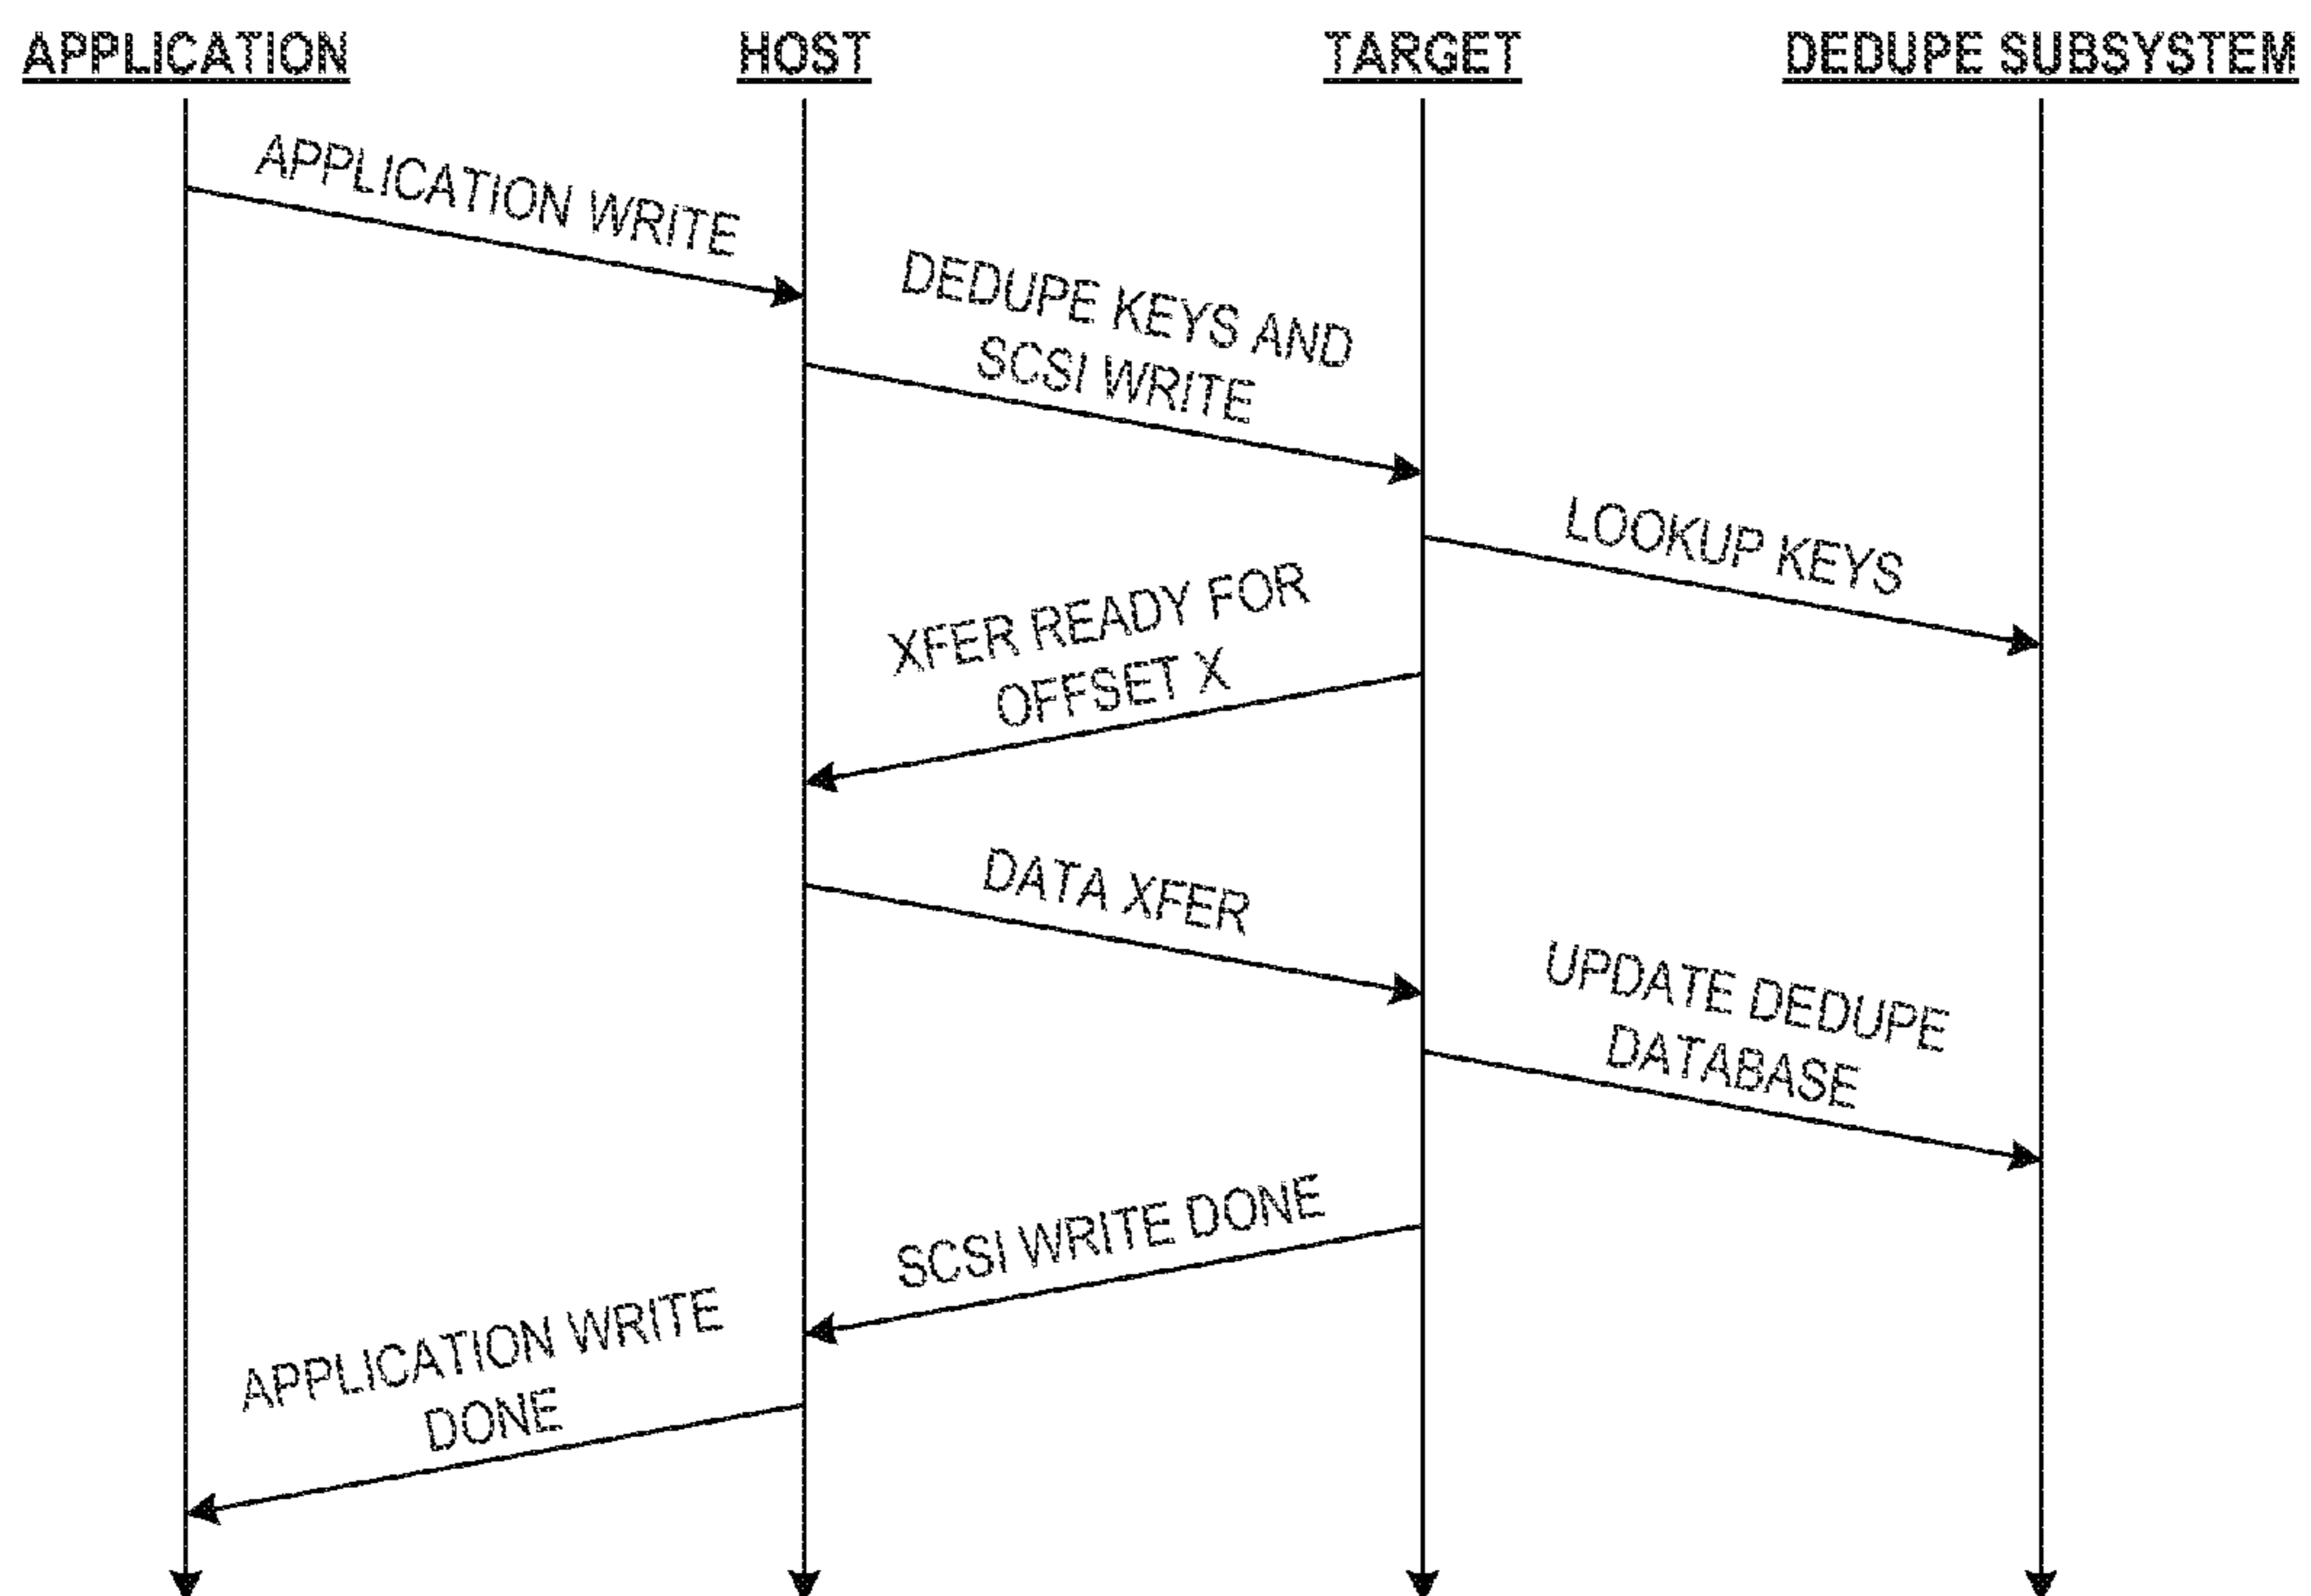 APPLICATION
HOST
TARGET
DEDUPE SUBSYSTEM
APPLICATION WRITE
DEDUPE KEYS AND
SCSI WRITE
LOOKUP KEYS
XFER READY FOR
OFFSET X
DATA XFER
UPDATE DEDUPE
DATABASE
SCSI WRITE DONE
APPLICATION WRITE
DONE